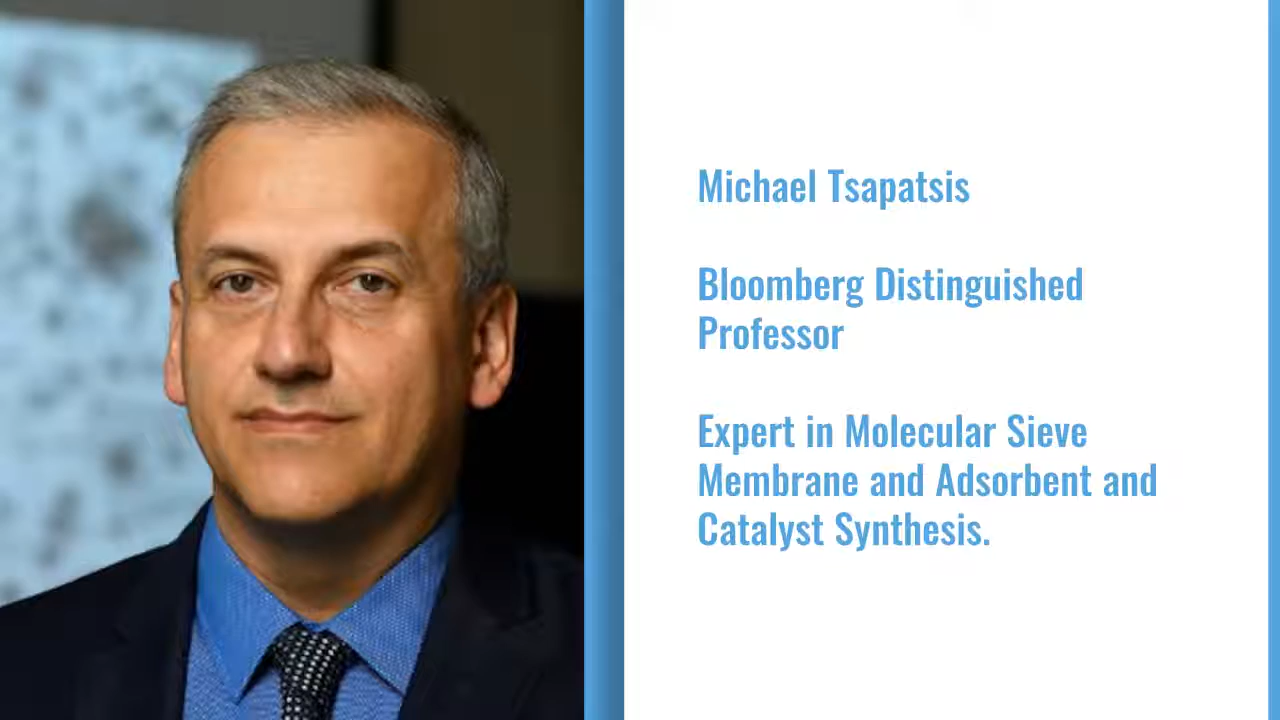 Michael Tsapatsis
Bloomberg Distinguished
Professor
Expert in Molecular Sieve
Membrane and Adsorbent and
Catalyst Synthesis.